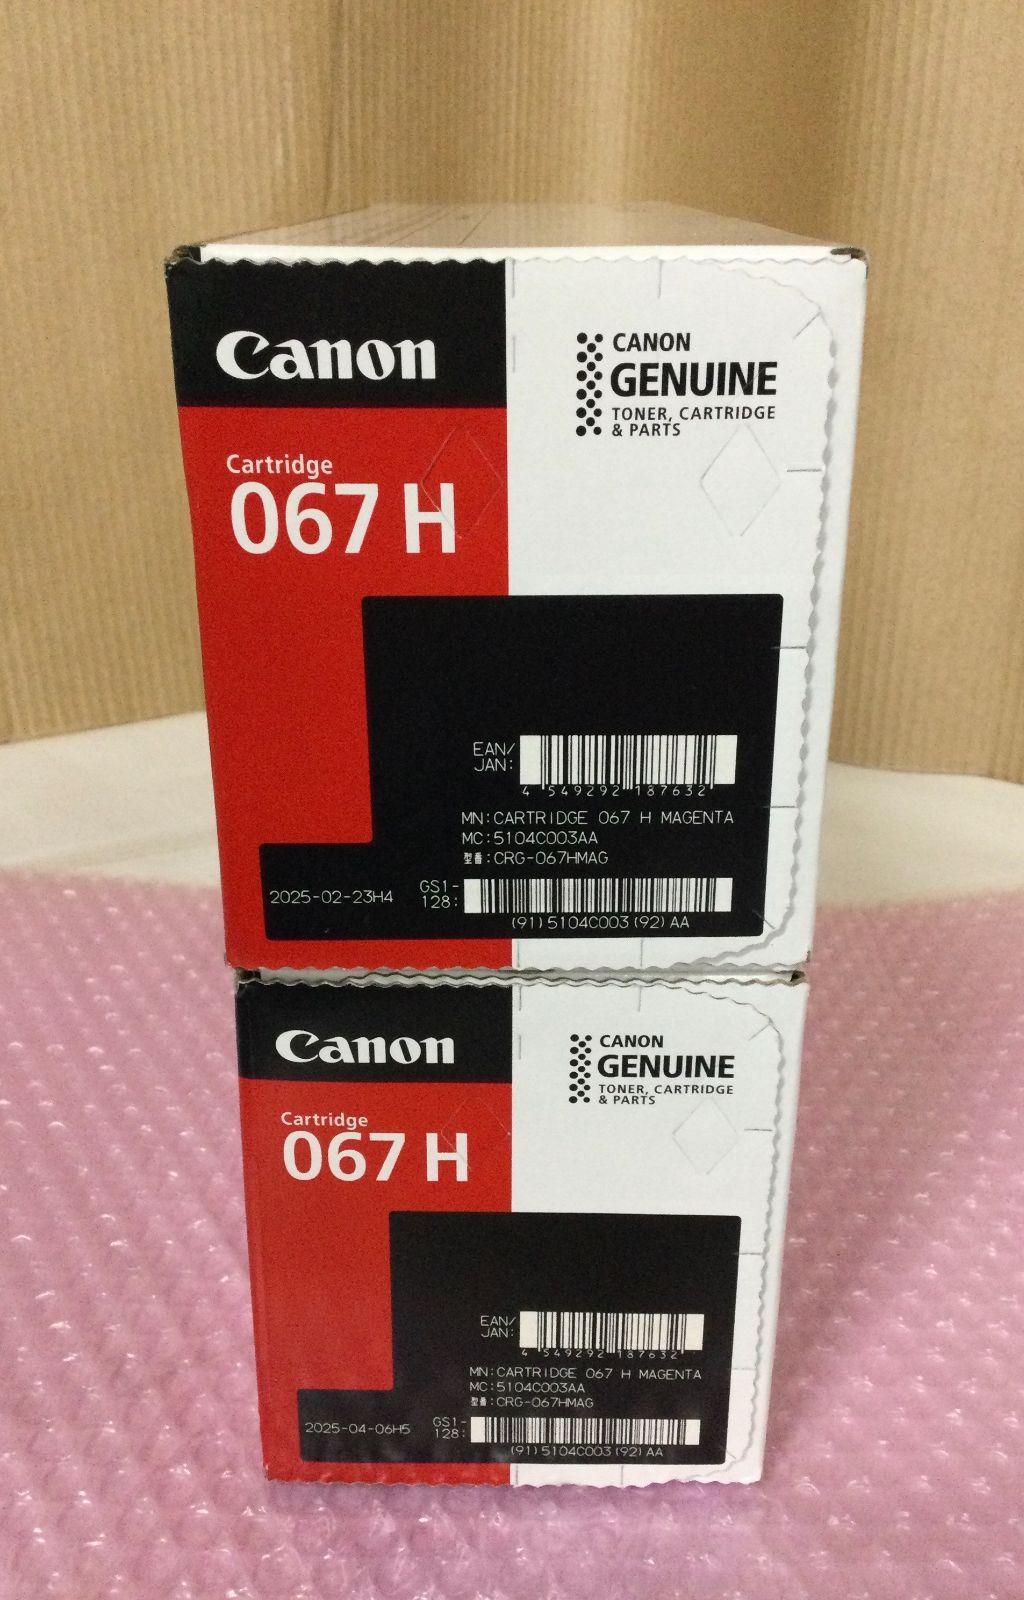 Canon
CANON
GENUINE
TONER, CARTRIDGE
& PARTS
Cartridge
067 H
EAN/
JAN:
4 549292 187632
MN:CARTRIDGE 067 H MAGENTA
MC:5104C003AA
型番:CRG-067HMAG
2025-02-23H4
GS1-
128:
(91)5104C003(92)AA
Canon
CANON
GENUINE
TONER, CARTRIDGE
& PARTS
Cartridge
067 H
EAN/
JAN:
4 549292 187632
MN:CARTRIDGE 067 H MAGENTA
MC:5104C003AA
型番:CRG-067HMAG
2025-04-06H5
GS1-
128:
(91)5104C003(92)AA